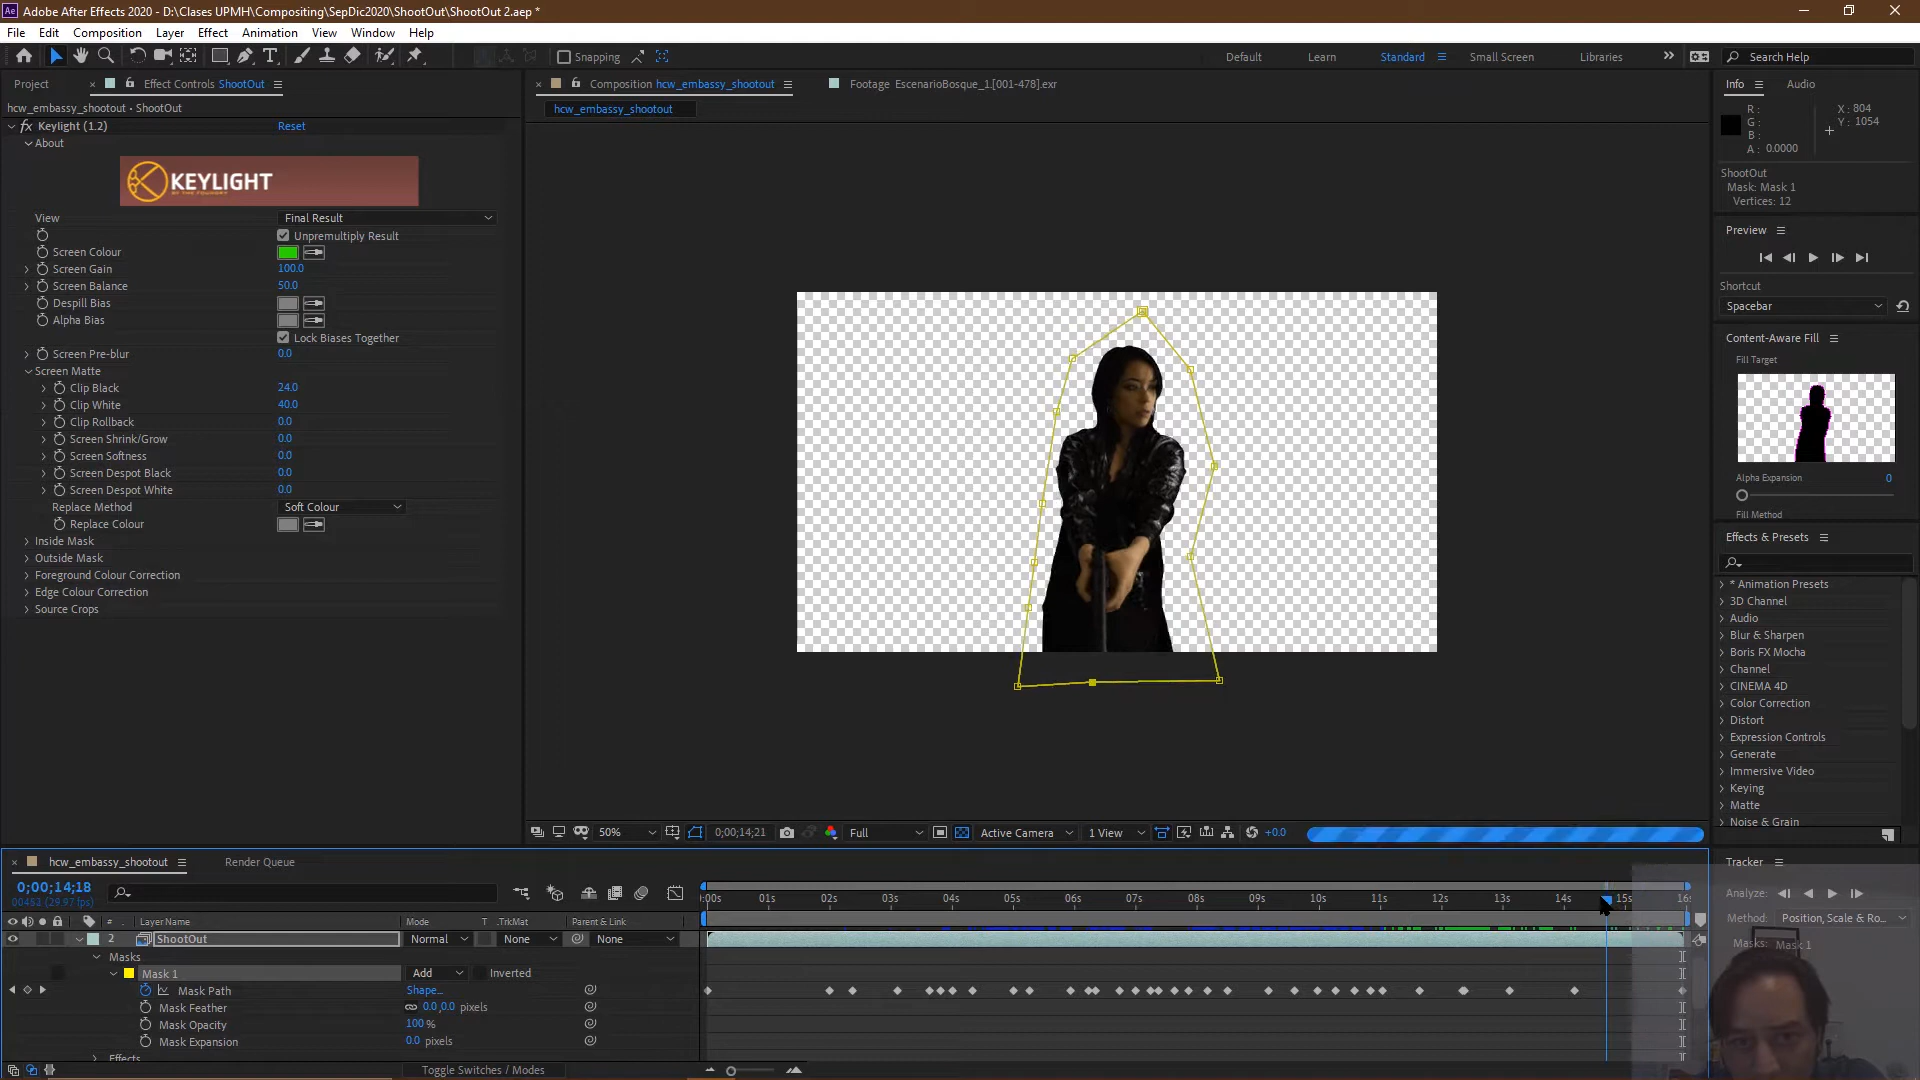 Ae Adobe After Effects 2020 - D:\Clases UPMH\Compositing\SepDic2020\ShootOut\ShootOut 2.aep *
File Edit Composition Layer Effect Animation View Window Help
Snapping Default Learn Standard Small Screen Libraries » Search Help
Project × Effect Controls ShootOut
hcw_embassy_shootout • ShootOut
fx Keylight (1.2) Reset
About
KEYLIGHT
BY THE FOUNDRY
View Final Result
Unpremultiply Result
Screen Colour
Screen Gain 100.0
Screen Balance 50.0
Despill Bias
Alpha Bias
Lock Biases Together
Screen Pre-blur 0.0
Screen Matte
Clip Black 24.0
Clip White 40.0
Clip Rollback 0.0
Screen Shrink/Grow 0.0
Screen Softness 0.0
Screen Despot Black 0.0
Screen Despot White 0.0
Replace Method Soft Colour
Replace Colour
Inside Mask
Outside Mask
Foreground Colour Correction
Edge Colour Correction
Source Crops
× Composition hcw_embassy_shootout Footage EscenarioBosque_1.[001-478].exr
hcw_embassy_shootout
50% 0;00;14;21 Full Active Camera 1 View +0.0
Info Audio
R : X : 804
G : Y : 1054
B :
A : 0.0000
ShootOut
Mask: Mask 1
Vertices: 12
Preview
Shortcut
Spacebar
Content-Aware Fill
Fill Target
Alpha Expansion 0
Fill Method
Effects & Presets
* Animation Presets
3D Channel
Audio
Blur & Sharpen
Boris FX Mocha
Channel
CINEMA 4D
Color Correction
Distort
Expression Controls
Generate
Immersive Video
Keying
Matte
Noise & Grain
Tracker
Analyze:
Method: Position, Scale & Ro...
Masks: Mask 1
× hcw_embassy_shootout Render Queue
0;00;14;18
00452 (29.97 fps)
:00s 01s 02s 03s 04s 05s 06s 07s 08s 09s 10s 11s 12s 13s 14s 15s 16s
# Layer Name Mode T .TrkMat Parent & Link
2 ShootOut Normal None None
Masks
Mask 1 Add Inverted
Mask Path Shape...
Mask Feather 0.0,0.0 pixels
Mask Opacity 100 %
Mask Expansion 0.0 pixels
Effects
Toggle Switches / Modes